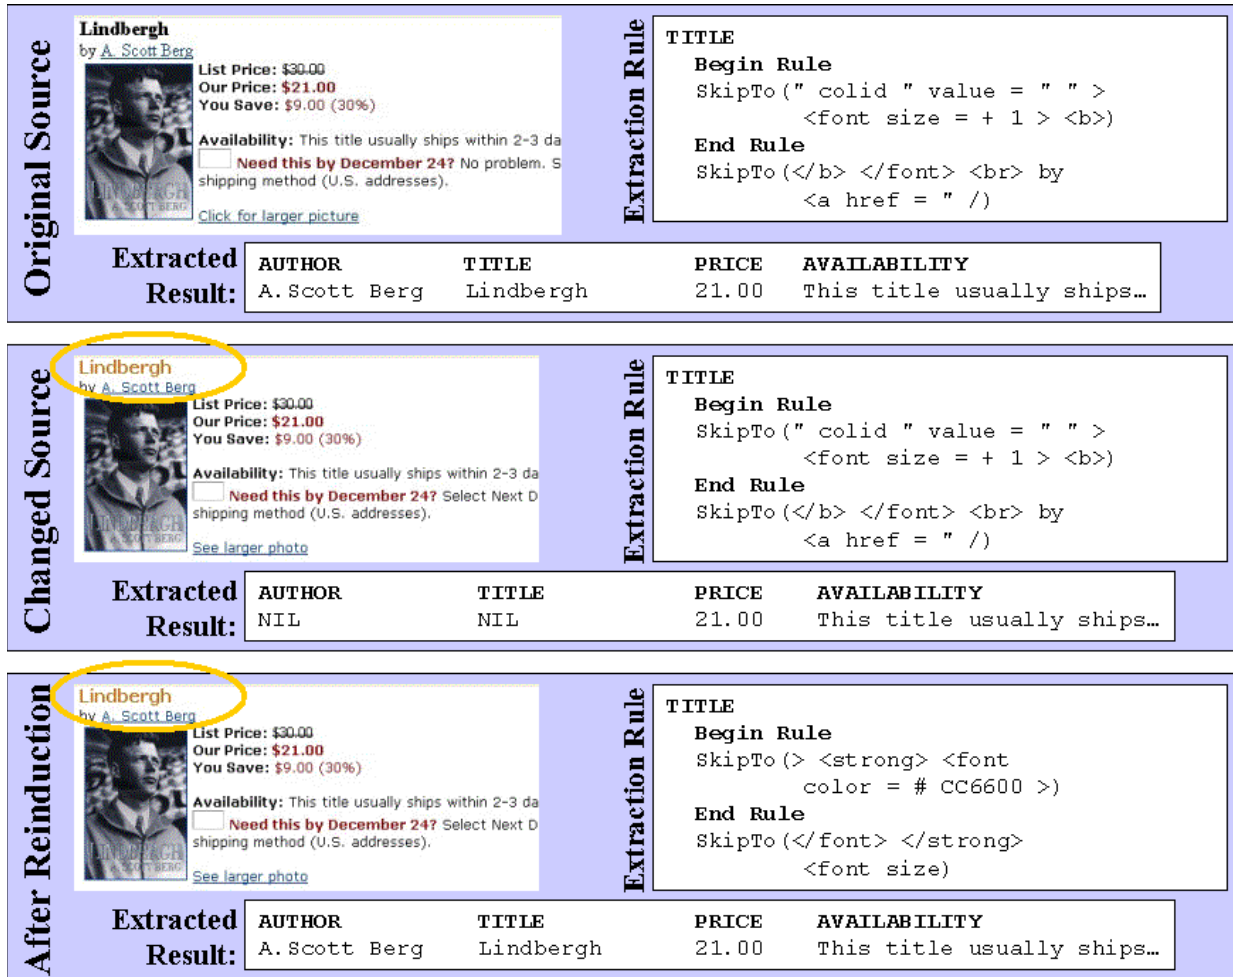 Original Source
Lindbergh
by A. Scott Berg
List Price: $30.00
Our Price: $21.00
You Save: $9.00 (30%)
Availability: This title usually ships within 2-3 da
Need this by December 24? No problem. S
shipping method (U.S. addresses).
Click for larger picture
LINDBERGH
A. SCOTT BERG
Extraction Rule
TITLE
Begin Rule
SkipTo(" colid " value = " " >
<font size = + 1 > <b>)
End Rule
SkipTo(</b> </font> <br> by
<a href = " /)
Extracted
Result:
AUTHOR TITLE PRICE AVAILABILITY
A.Scott Berg Lindbergh 21.00 This title usually ships…
Changed Source
Lindbergh
by A. Scott Berg
List Price: $30.00
Our Price: $21.00
You Save: $9.00 (30%)
Availability: This title usually ships within 2-3 da
Need this by December 24? Select Next D
shipping method (U.S. addresses).
See larger photo
LINDBERGH
A. SCOTT BERG
Extraction Rule
TITLE
Begin Rule
SkipTo(" colid " value = " " >
<font size = + 1 > <b>)
End Rule
SkipTo(</b> </font> <br> by
<a href = " /)
Extracted
Result:
AUTHOR TITLE PRICE AVAILABILITY
NIL NIL 21.00 This title usually ships…
After Reinduction
Lindbergh
by A. Scott Berg
List Price: $30.00
Our Price: $21.00
You Save: $9.00 (30%)
Availability: This title usually ships within 2-3 da
Need this by December 24? Select Next D
shipping method (U.S. addresses).
See larger photo
LINDBERGH
A. SCOTT BERG
Extraction Rule
TITLE
Begin Rule
SkipTo(> <strong> <font
color = # CC6600 >)
End Rule
SkipTo(</font> </strong>
<font size)
Extracted
Result:
AUTHOR TITLE PRICE AVAILABILITY
A.Scott Berg Lindbergh 21.00 This title usually ships…